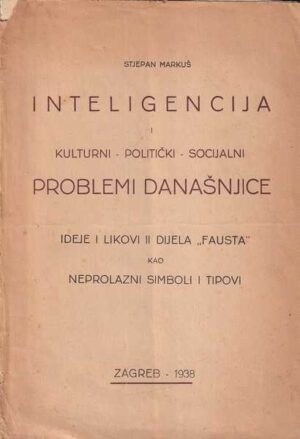 STJEPAN MARKUŠ
INTELIGENCIJA
I
KULTURNI - POLITIČKI - SOCIJALNI
PROBLEMI DANAŠNJICE
IDEJE I LIKOVI II DIJELA „FAUSTA“
KAO
NEPROLAZNI SIMBOLI I TIPOVI
ZAGREB - 1938